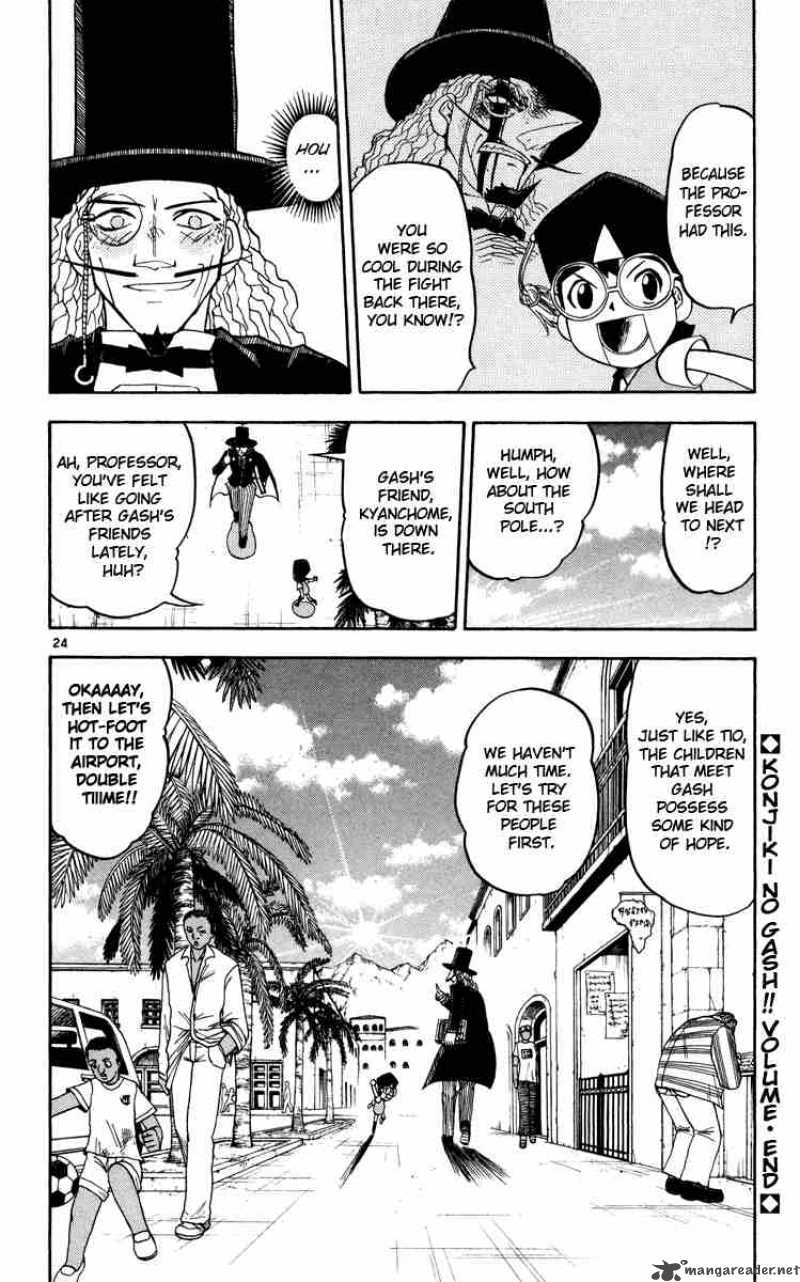 BECAUSE
THE PRO-
FESSOR
HAD THIS.
YOU
WERE SO
COOL DURING
THE FIGHT
BACK THERE,
YOU KNOW!?
HOU
...
WELL,
WHERE
SHALL
WE HEAD
TO NEXT
!?
HUMPH,
WELL, HOW
ABOUT THE
SOUTH
POLE...?
GASH'S
FRIEND,
KYANCHOME,
IS DOWN
THERE.
AH, PROFESSOR,
YOU'VE FELT
LIKE GOING
AFTER GASH'S
FRIENDS
LATELY,
HUH?
24
YES,
JUST LIKE TIO,
THE CHILDREN
THAT MEET
GASH
POSSESS
SOME KIND
OF HOPE.
WE HAVEN'T
MUCH TIME.
LET'S TRY
FOR THESE
PEOPLE
FIRST.
OKAAAAY,
THEN LET'S
HOT-FOOT
IT TO THE
AIRPORT,
DOUBLE
TIIIME!!
◆KONJIKI NO GASH!! VOLUME・END◆
mangareader.net